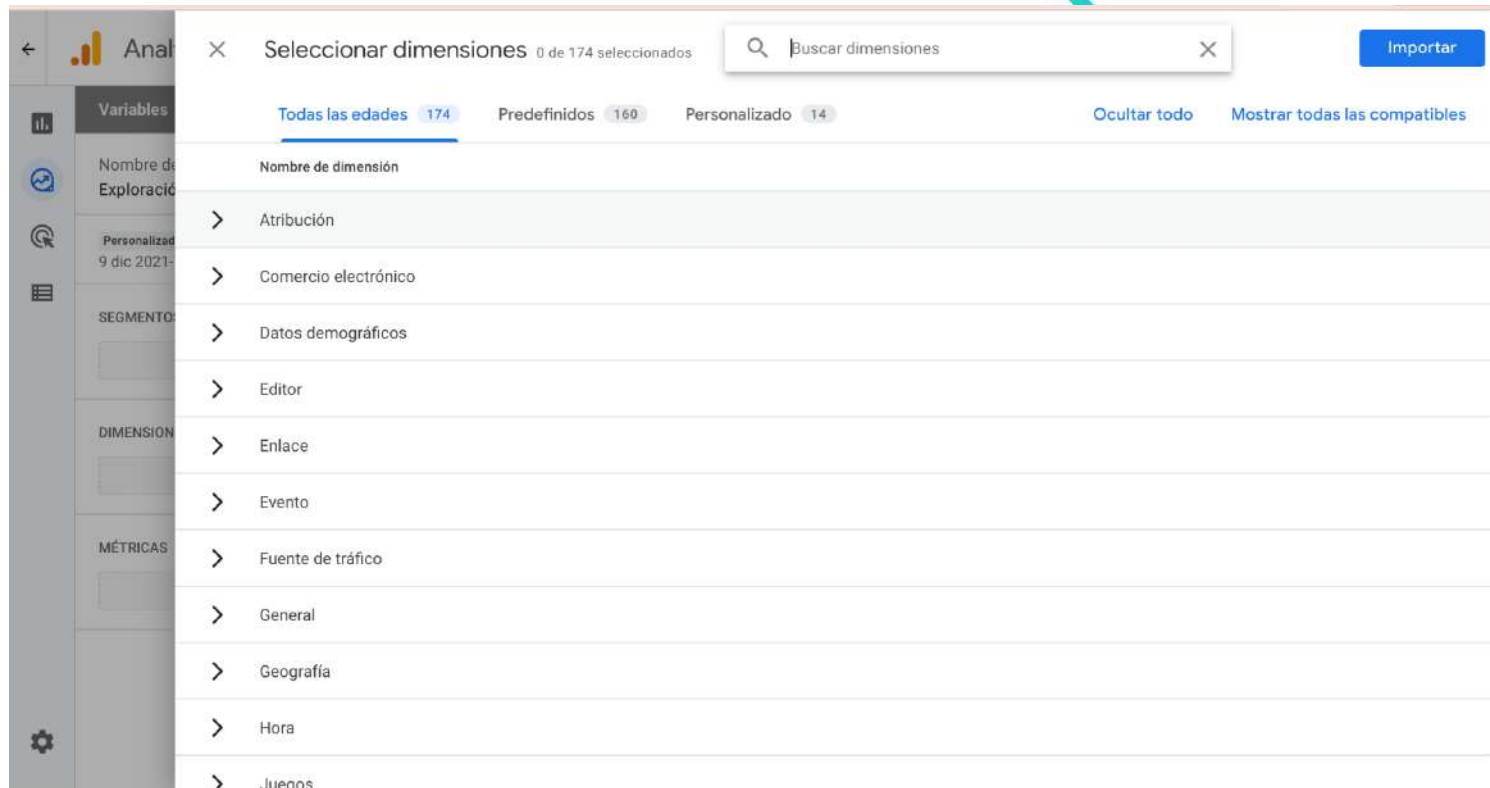 Anal
Seleccionar dimensiones 0 de 174 seleccionados
Buscar dimensiones
Importar
Variables
Todas las edades 174
Predefinidos 160
Personalizado 14
Ocultar todo
Mostrar todas las compatibles
Nombre de
Exploració
Nombre de dimensión
Atribución
Personalizad
9 dic 2021-
Comercio electrónico
SEGMENTOS
Datos demográficos
Editor
DIMENSION
Enlace
Evento
MÉTRICAS
Fuente de tráfico
General
Geografía
Hora
Juegos